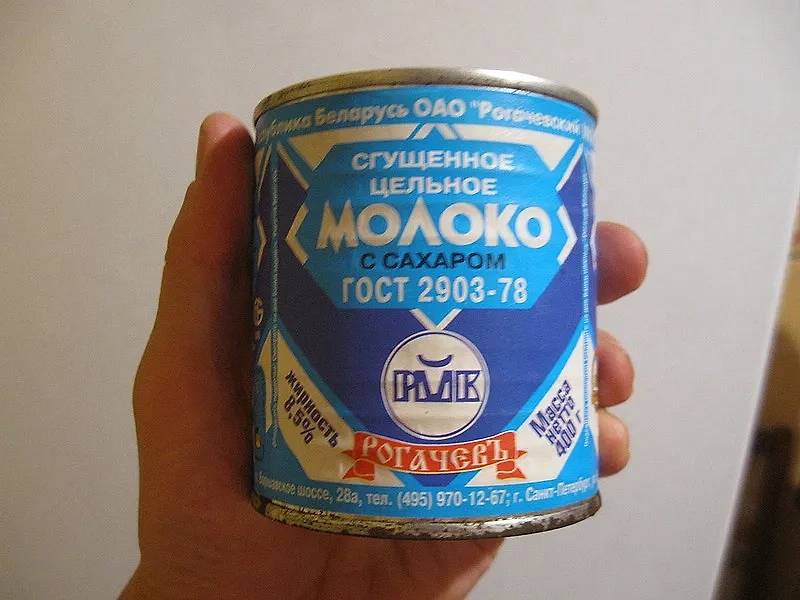 Беларусь ОАО "Рогачевский
СГУЩЕННОЕ
ЦЕЛЬНОЕ
МОЛОКО
С САХАРОМ
ГОСТ 2903-78
РМК
жирность
8,5%
Масса
нетто
400 г
РОГАЧЕВЪ
Варшавское шоссе, 28а, тел. (495) 970-12-67; г. Санкт-Петербург